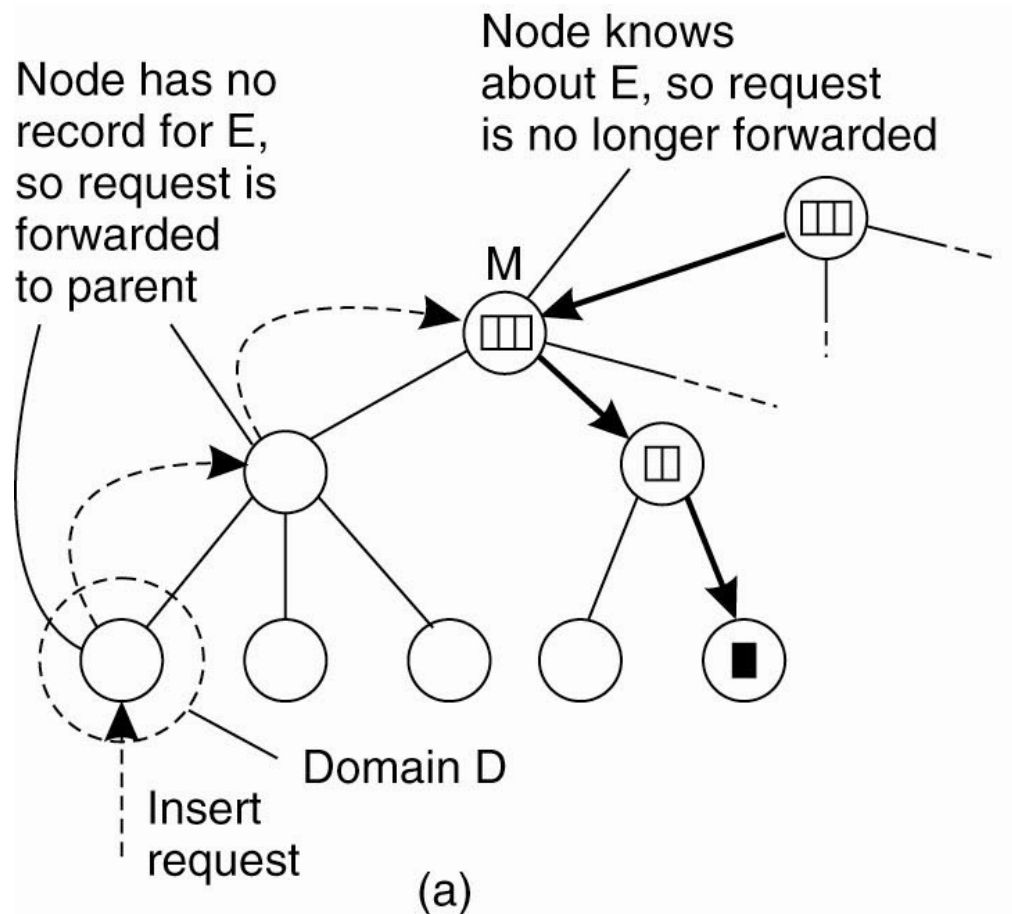 Node has no
record for E,
so request is
forwarded
to parent
Node knows
about E, so request
is no longer forwarded
M
Domain D
Insert
request
(a)